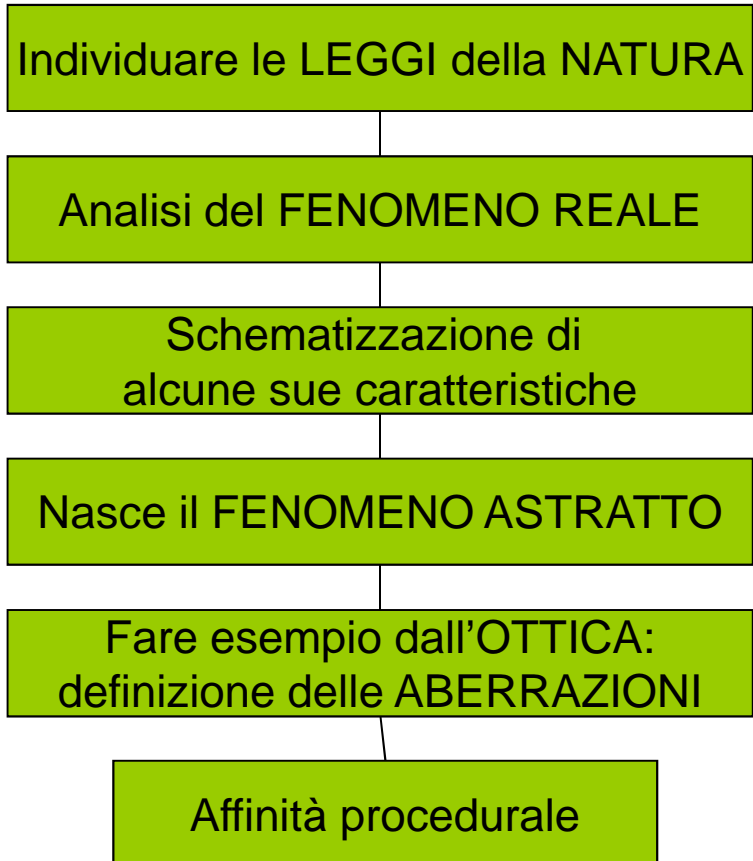 Individuare le LEGGI della NATURA
Analisi del FENOMENO REALE
Schematizzazione di
alcune sue caratteristiche
Nasce il FENOMENO ASTRATTO
Fare esempio dall’OTTICA:
definizione delle ABERRAZIONI
Affinità procedurale